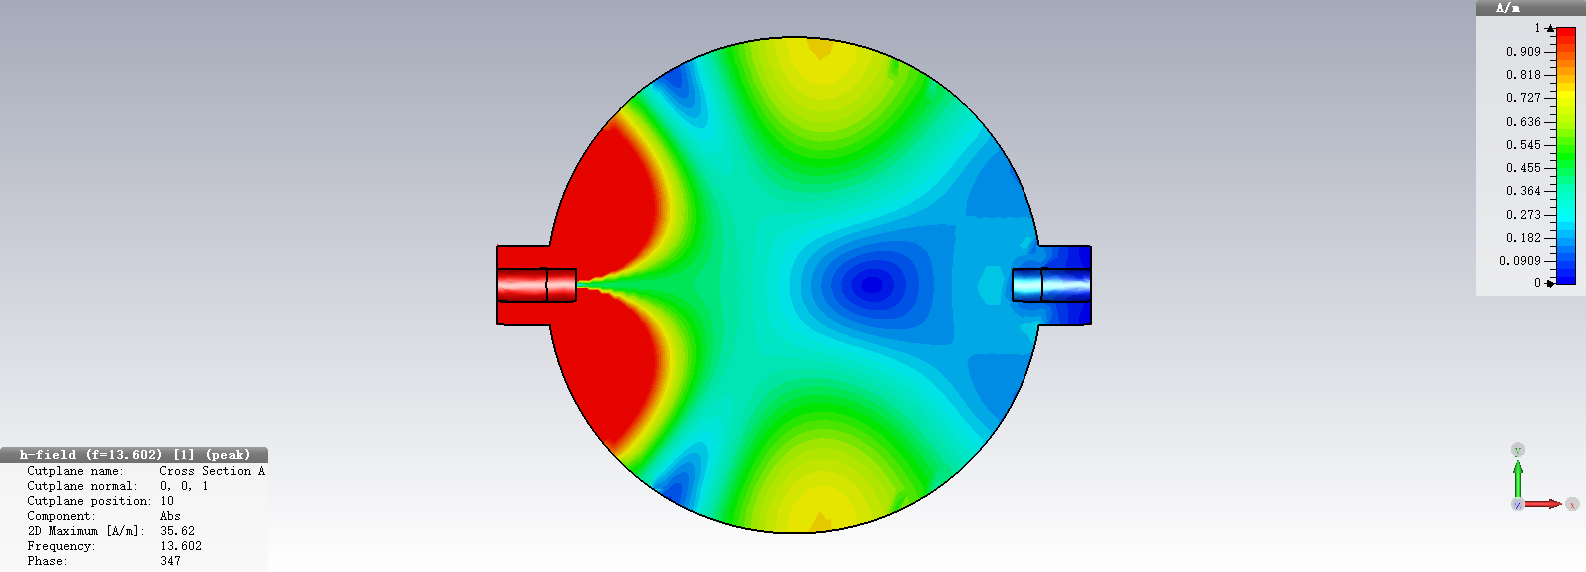 A/m
1
0.909
0.818
0.727
0.636
0.545
0.455
0.364
0.273
0.182
0.0909
0
h-field (f=13.602) [1] (peak)
Cutplane name: Cross Section A
Cutplane normal: 0, 0, 1
Cutplane position: 10
Component: Abs
2D Maximum [A/m]: 35.62
Frequency: 13.602
Phase: 347
Y
Z
X